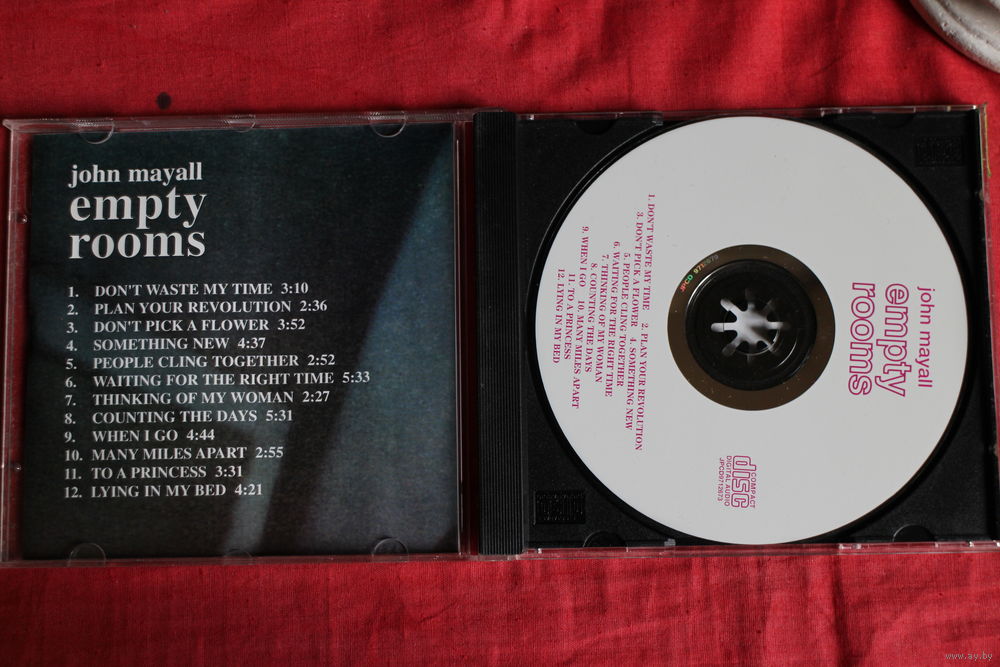 john mayall
empty
rooms
1. DON'T WASTE MY TIME 3:10
2. PLAN YOUR REVOLUTION 2:36
3. DON'T PICK A FLOWER 3:52
4. SOMETHING NEW 4:37
5. PEOPLE CLING TOGETHER 2:52
6. WAITING FOR THE RIGHT TIME 5:33
7. THINKING OF MY WOMAN 2:27
8. COUNTING THE DAYS 5:31
9. WHEN I GO 4:44
10. MANY MILES APART 2:55
11. TO A PRINCESS 3:31
12. LYING IN MY BED 4:21
john mayall
empty
rooms
1. DON'T WASTE MY TIME 2. PLAN YOUR REVOLUTION
3. DON'T PICK A FLOWER 4. SOMETHING NEW
5. PEOPLE CLING TOGETHER
6. WAITING FOR THE RIGHT TIME
7. THINKING OF MY WOMAN
8. COUNTING THE DAYS
9. WHEN I GO 10. MANY MILES APART
11. TO A PRINCESS
12. LYING IN MY BED
COMPACT
disc
DIGITAL AUDIO
JPCD9712673
www.ay.by